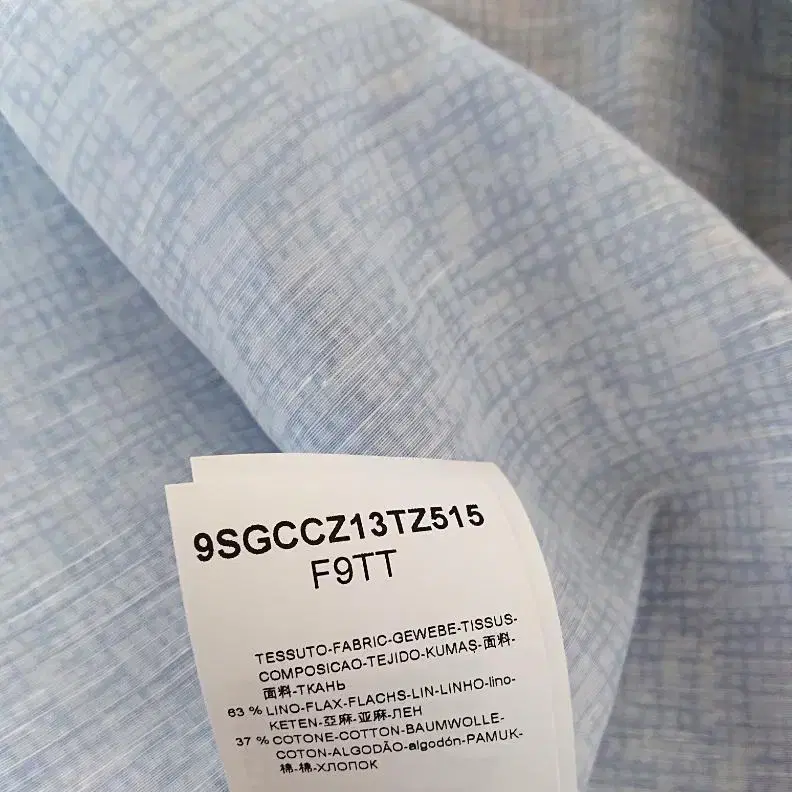 9SGCCZ13TZ515
F9TT
TESSUTO-FABRIC-GEWEBE-TISSUS-
COMPOSICAO-TEJIDO-KUMAŞ-面料-
面料-ТКАНЬ
63 % LINO-FLAX-FLACHS-LIN-LINHO-lino-
KETEN-亞麻-亚麻-ЛЕН
37 % COTONE-COTTON-BAUMWOLLE-
COTON-ALGODÃO-algodón-PAMUK-
棉-棉-ХЛОПОК